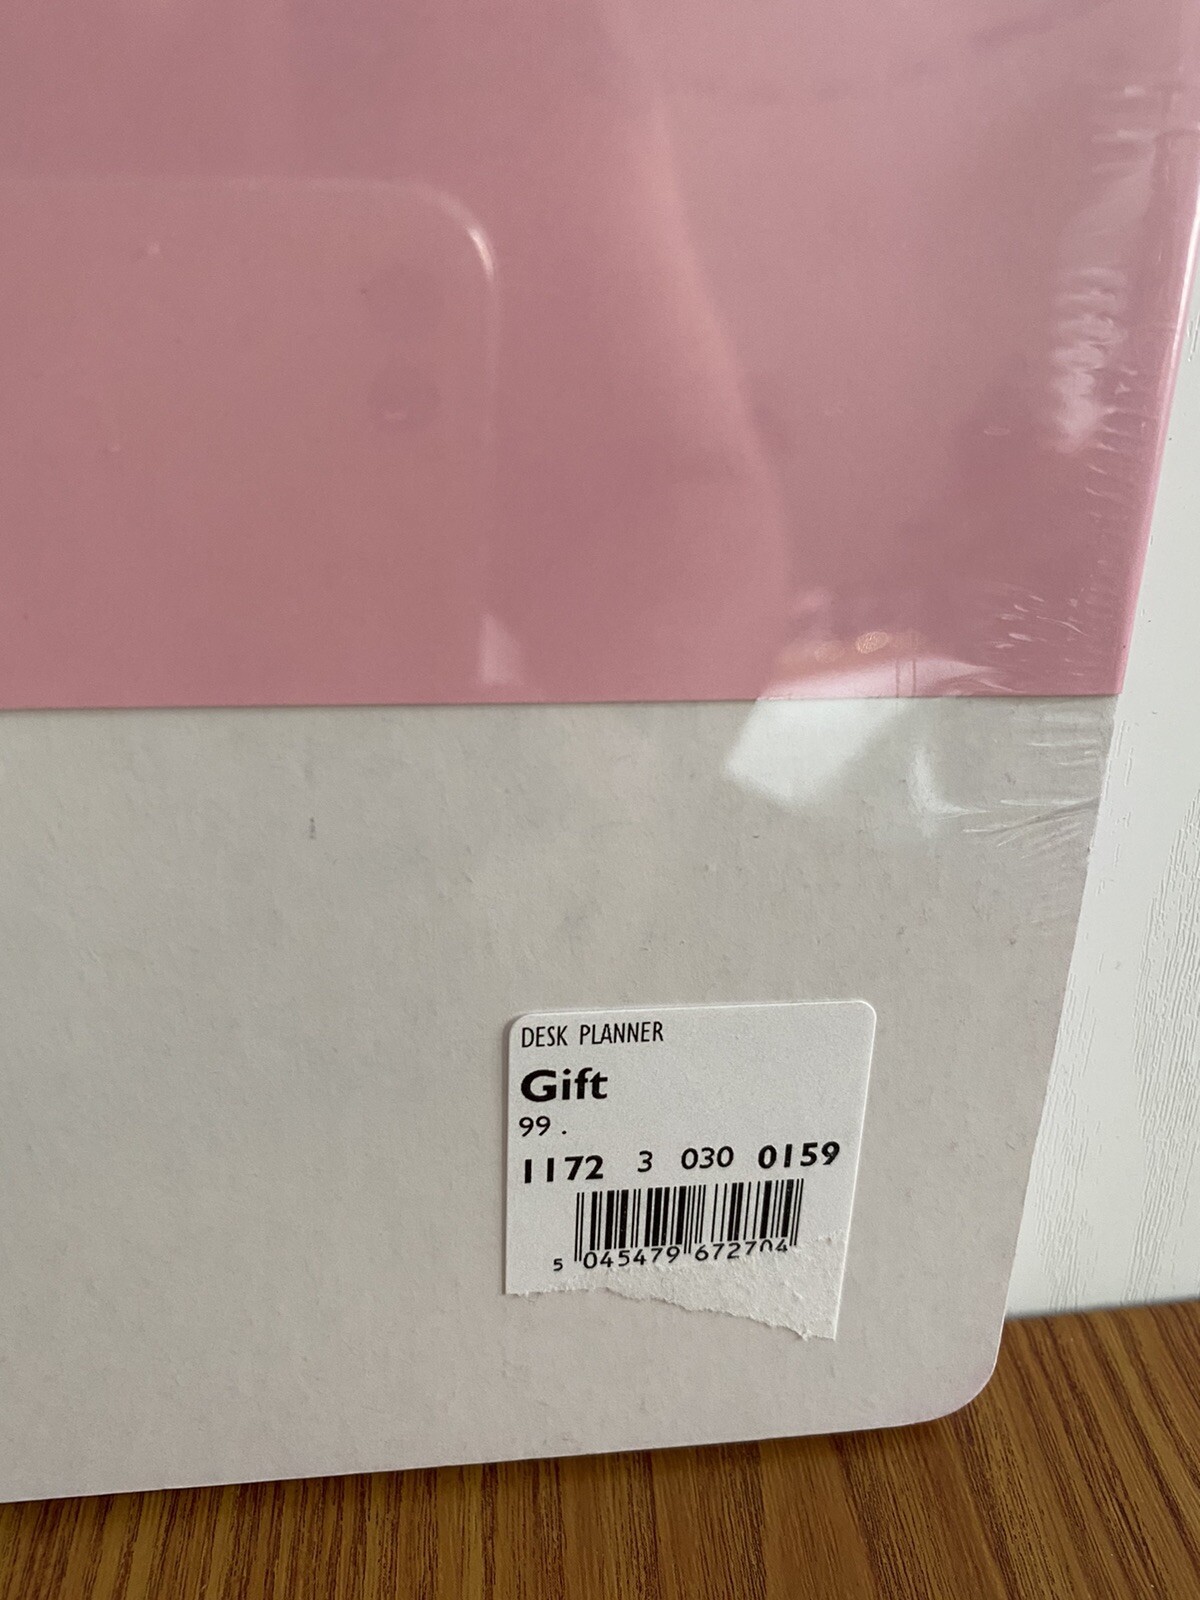 DESK PLANNER
Gift
99 .
1172 3 030 0159
5 045479 672704